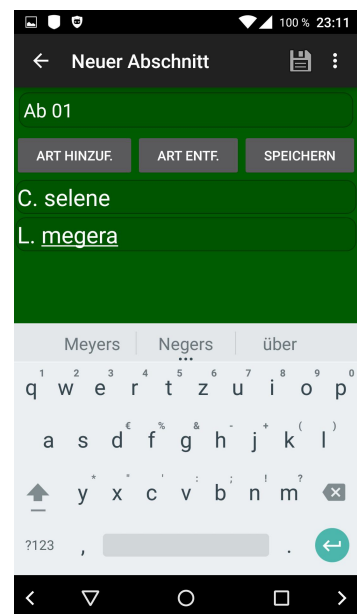 100 % 23:11
Neuer Abschnitt
Ab 01
ART HINZUF. ART ENTF. SPEICHERN
C. selene
L. megera
Meyers Negers über
1 2 3 4 5 6 7 8 9 0
q w e r t z u i o p
€ % & - + ( )
a s d f g h j k l
* " ' : ; ! ?
y x c v b n m
?123 , .